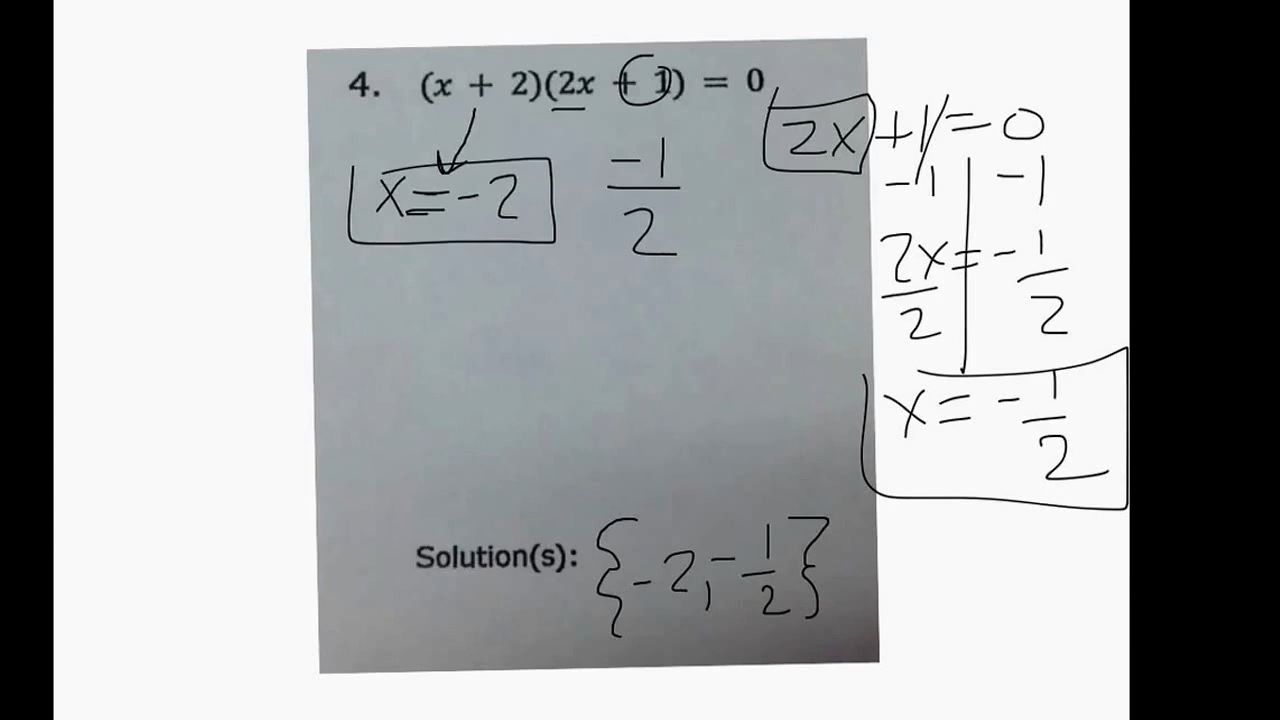 4. (x + 2)(2x + 1) = 0
x = -2
-1
2
2x + 1 = 0
-1 -1
2x = -1
2 2
x = -1
2
Solution(s): {-2, -1/2}